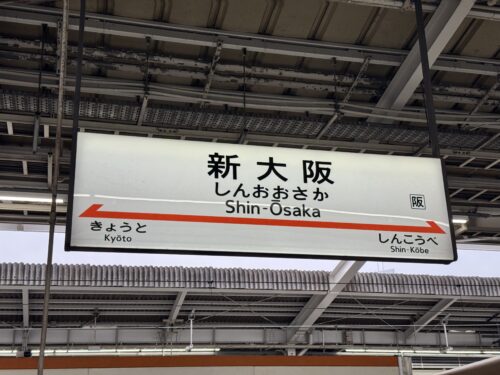 新大阪
しんおおさか
Shin-Ōsaka
阪
きょうと
Kyōto
しんこうべ
Shin-Kōbe